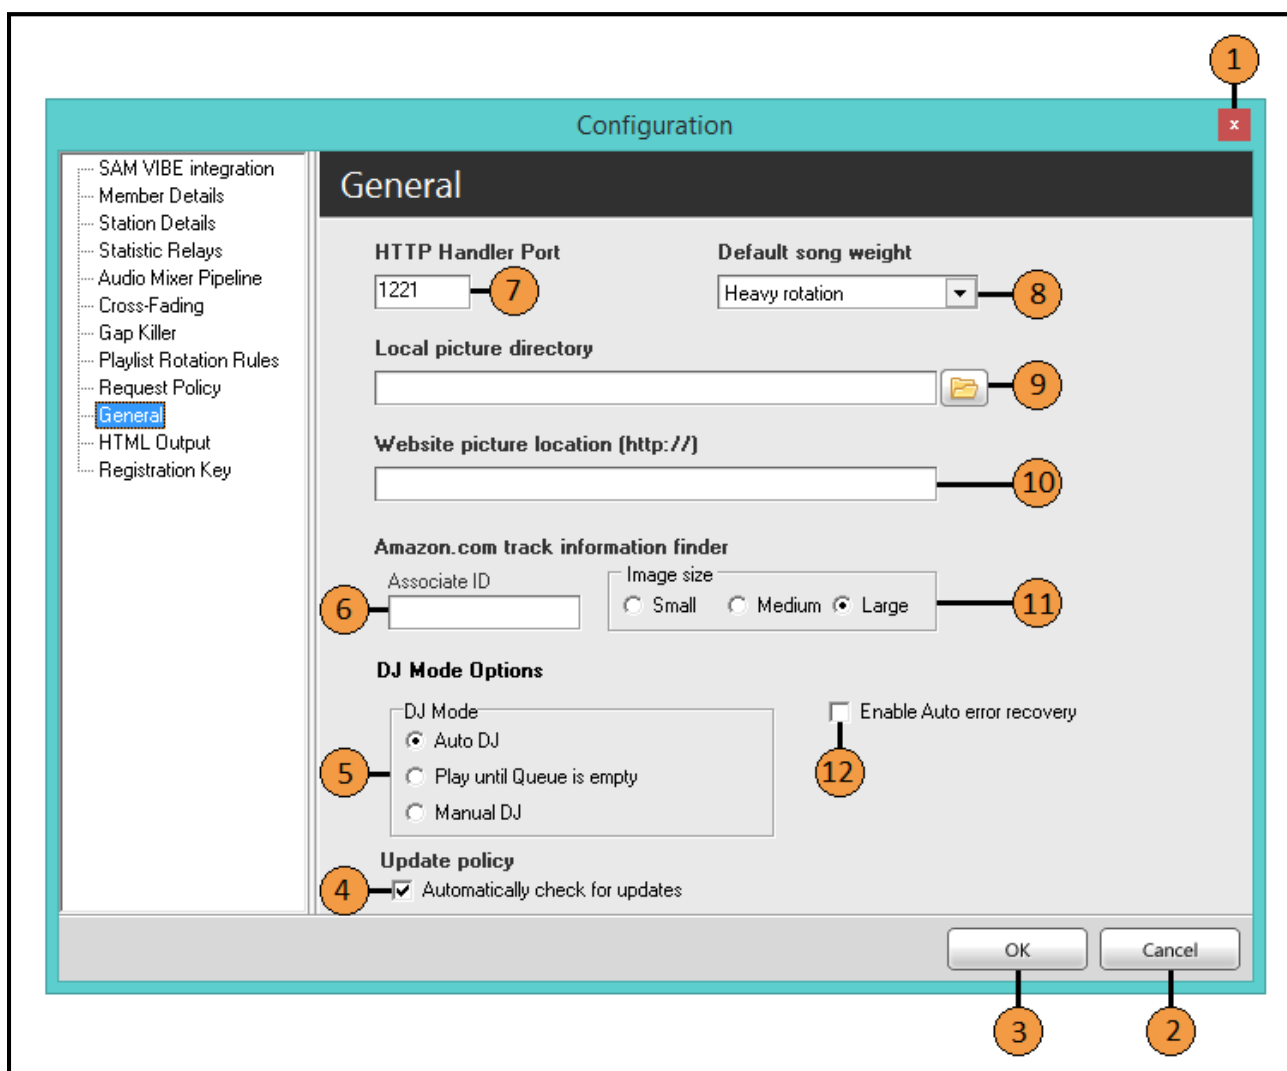 1
Configuration
x
SAM VIBE integration
Member Details
Station Details
Statistic Relays
Audio Mixer Pipeline
Cross-Fading
Gap Killer
Playlist Rotation Rules
Request Policy
General
HTML Output
Registration Key
General
HTTP Handler Port
1221
7
Default song weight
Heavy rotation
8
Local picture directory
9
Website picture location (http://)
10
Amazon.com track information finder
Associate ID
6
Image size
Small Medium Large
11
DJ Mode Options
DJ Mode
Auto DJ
5
Play until Queue is empty
Manual DJ
Enable Auto error recovery
12
Update policy
4
Automatically check for updates
OK
Cancel
3
2